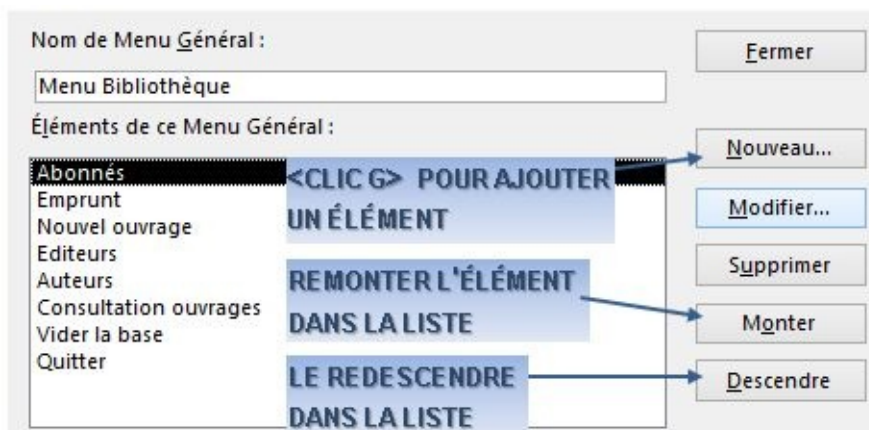 Nom de Menu Général :
Fermer
Menu Bibliothèque
Éléments de ce Menu Général :
Nouveau...
Abonnés
<CLIC G> POUR AJOUTER
UN ÉLÉMENT
Emprunt
Nouvel ouvrage
Modifier...
Editeurs
Auteurs
Consultation ouvrages
Vider la base
Quitter
Supprimer
REMONTER L'ÉLÉMENT
DANS LA LISTE
Monter
LE REDESCENDRE
DANS LA LISTE
Descendre